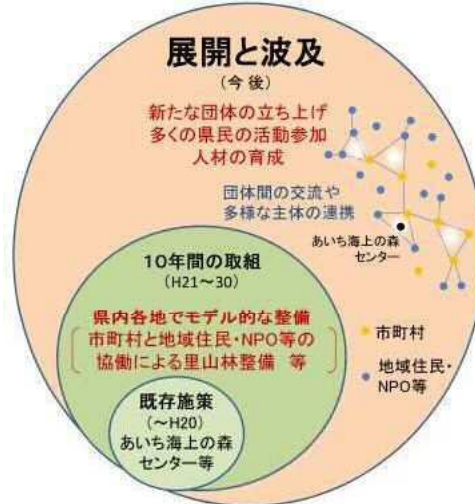 展開と波及
(今後)
新たな団体の立ち上げ
多くの県民の活動参加
人材の育成
団体間の交流や
多様な主体の連携
あいち海上の森
センター
10年間の取組
(H21～30)
県内各地でモデル的な整備
市町村と地域住民・NPO等の
協働による里山林整備 等
市町村
地域住民・
NPO等
既存施策
(～H20)
あいち海上の森
センター等